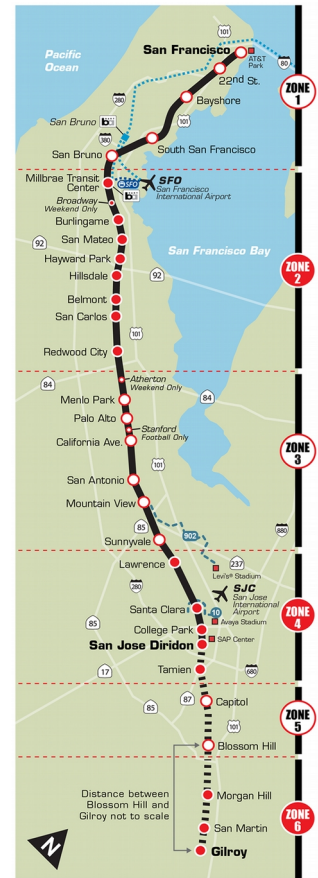 Pacific
Ocean
San Francisco
101
AT&T
Park
80
22nd St.
280
ZONE
1
Bayshore
San Bruno
b
101
380
South San Francisco
San Bruno
Millbrae Transit
Center
SFO
SFO
San Francisco
International Airport
b
Broadway
Weekend Only
Burlingame
92
San Mateo
San Francisco Bay
Hayward Park
ZONE
2
Hillsdale
92
Belmont
San Carlos
101
Redwood City
Atherton
Weekend Only
84
84
Menlo Park
Palo Alto
Stanford
Football Only
California Ave.
ZONE
3
101
San Antonio
Mountain View
85
880
902
Sunnyvale
237
Lawrence
Levi's® Stadium
280
SJC
San Jose
International
Airport
Santa Clara
10
ZONE
4
85
Avaya Stadium
College Park
SAP Center
San Jose Diridon
17
680
Tamien
87
Capitol
85
101
ZONE
5
Blossom Hill
Distance between
Blossom Hill and
Gilroy not to scale
Morgan Hill
ZONE
6
San Martin
N
Gilroy